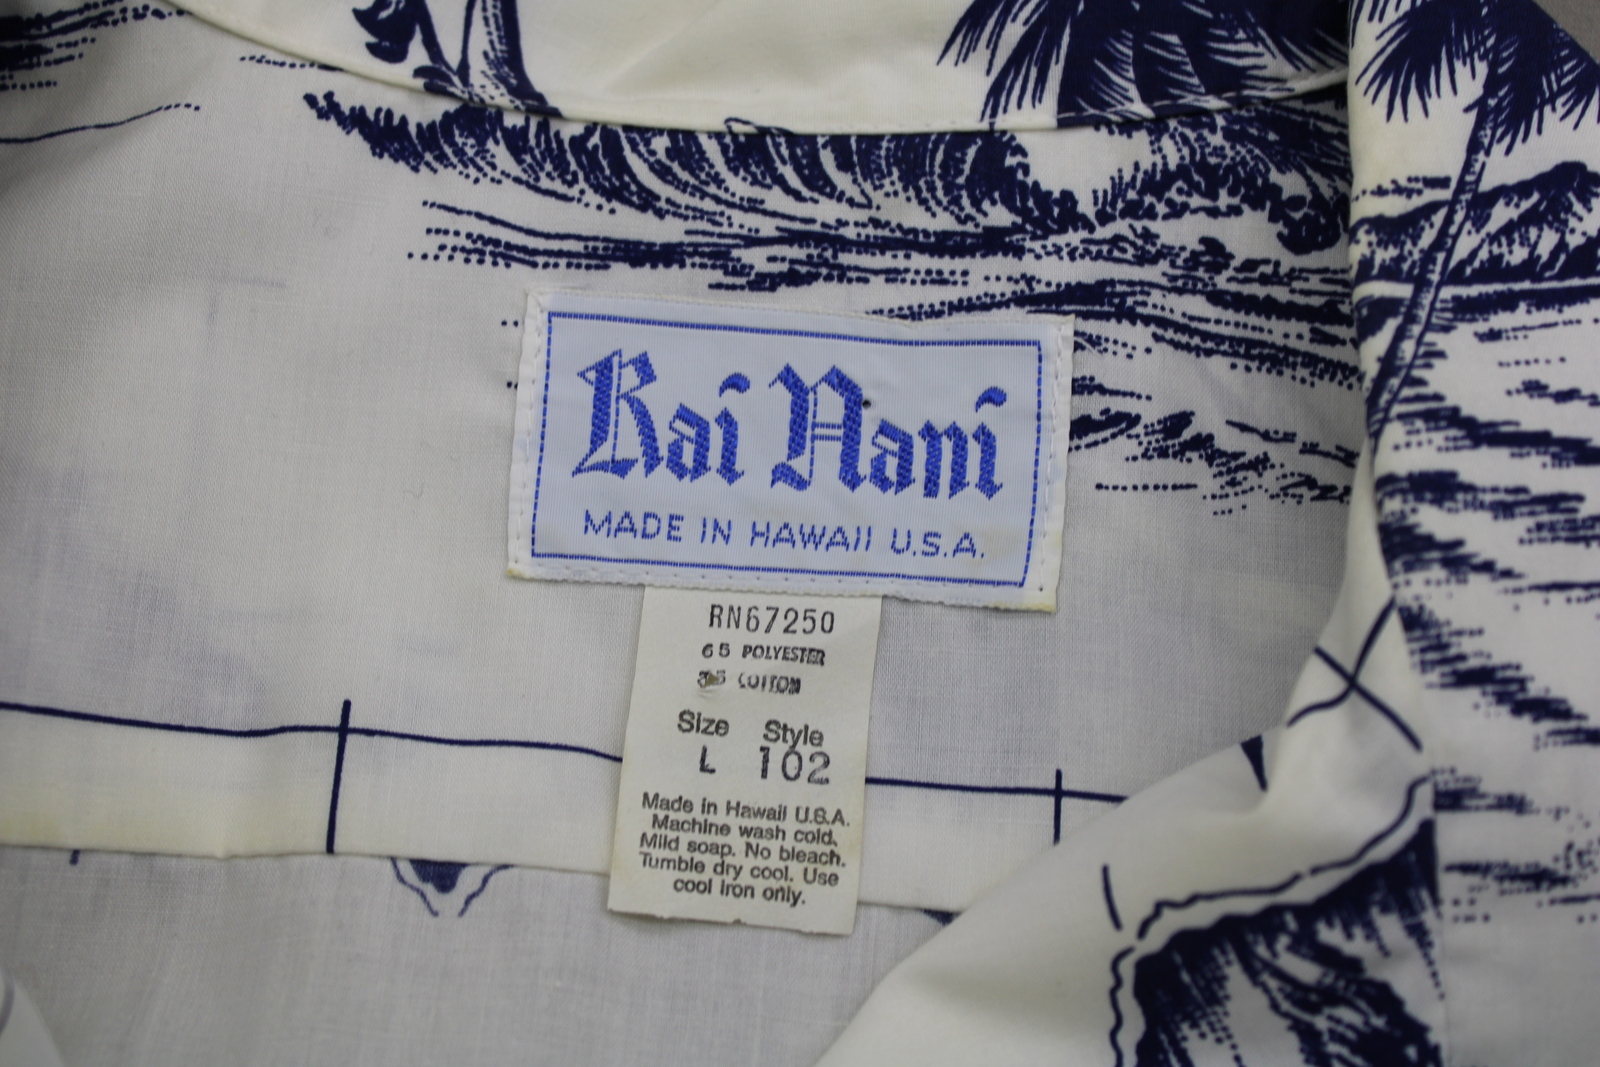 Kai Nani
MADE IN HAWAII U.S.A.
RN67250
65 POLYESTER
35 COTTON
Size Style
L 102
Made in Hawaii U.S.A.
Machine wash cold.
Mild soap. No bleach.
Tumble dry cool. Use
cool iron only.